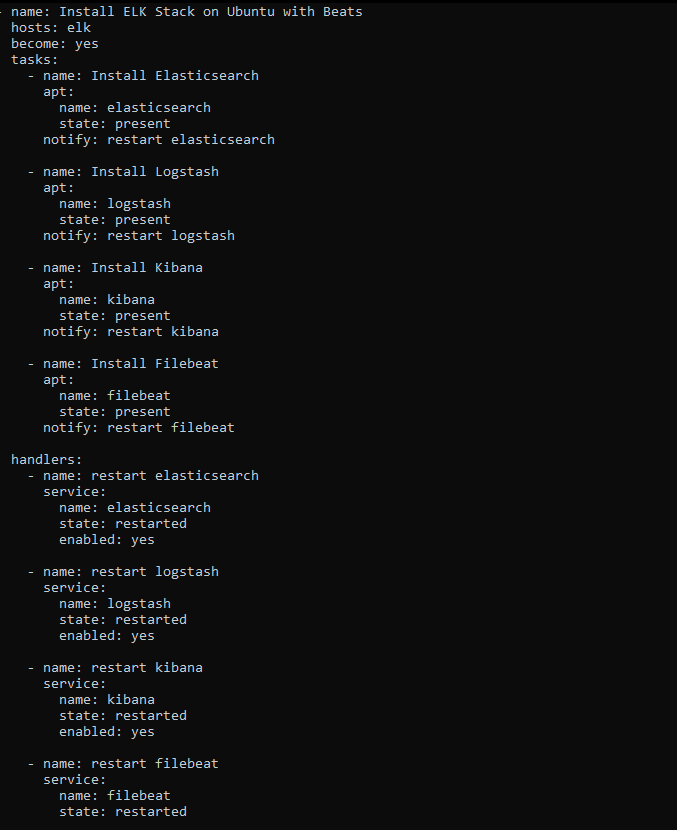 - name: Install ELK Stack on Ubuntu with Beats
  hosts: elk
  become: yes
  tasks:
    - name: Install Elasticsearch
      apt:
        name: elasticsearch
        state: present
      notify: restart elasticsearch

    - name: Install Logstash
      apt:
        name: logstash
        state: present
      notify: restart logstash

    - name: Install Kibana
      apt:
        name: kibana
        state: present
      notify: restart kibana

    - name: Install Filebeat
      apt:
        name: filebeat
        state: present
      notify: restart filebeat

  handlers:
    - name: restart elasticsearch
      service:
        name: elasticsearch
        state: restarted
        enabled: yes

    - name: restart logstash
      service:
        name: logstash
        state: restarted
        enabled: yes

    - name: restart kibana
      service:
        name: kibana
        state: restarted
        enabled: yes

    - name: restart filebeat
      service:
        name: filebeat
        state: restarted